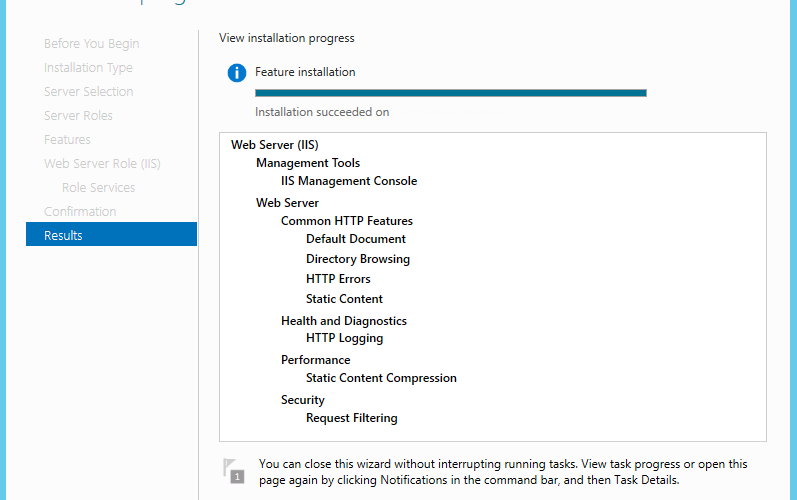 View installation progress
Before You Begin
Installation Type
Server Selection
Server Roles
Features
Web Server Role (IIS)
Role Services
Confirmation
Results
Feature installation
Installation succeeded on
Web Server (IIS)
Management Tools
IIS Management Console
Web Server
Common HTTP Features
Default Document
Directory Browsing
HTTP Errors
Static Content
Health and Diagnostics
HTTP Logging
Performance
Static Content Compression
Security
Request Filtering
1
You can close this wizard without interrupting running tasks. View task progress or open this
page again by clicking Notifications in the command bar, and then Task Details.